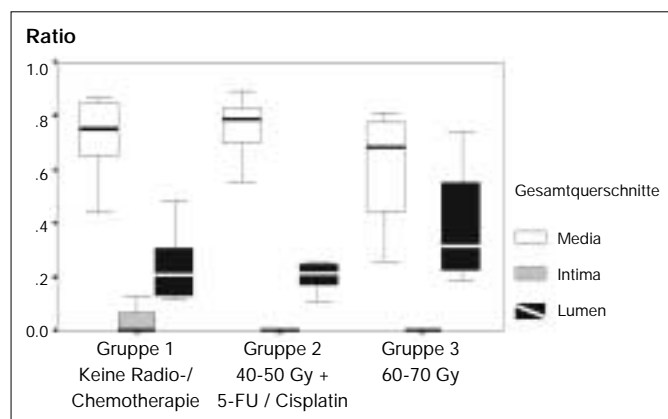 Ratio
1.0
.8
.6
.4
.2
0.0
Gruppe 1
Keine Radio-/
Chemotherapie
Gruppe 2
40-50 Gy +
5-FU / Cisplatin
Gruppe 3
60-70 Gy
Gesamtquerschnitte
Media
Intima
Lumen